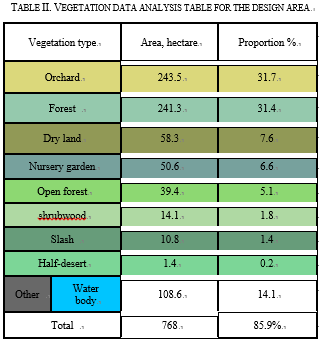 TABLE II. VEGETATION DATA ANALYSIS TABLE FOR THE DESIGN AREA.
Vegetation type Area, hectare. Proportion %.
Orchard 243.5 31.7
Forest 241.3 31.4
Dry land 58.3 7.6
Nursery garden 50.6 6.6
Open forest 39.4 5.1
shrubwood 14.1 1.8
Slash 10.8 1.4
Half-desert 1.4 0.2
Other Water body 108.6 14.1
Total 768. 85.9%